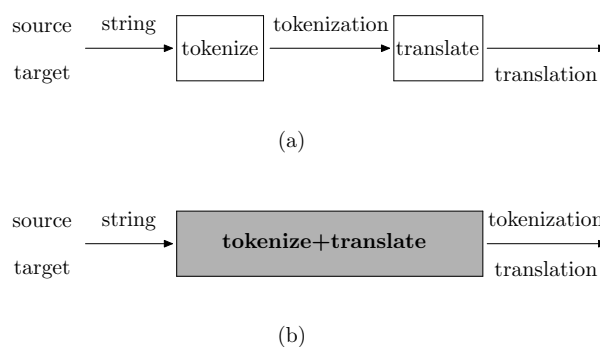 source string tokenization
tokenize translate
target translation
(a)
source string tokenization
tokenize+translate
target translation
(b)